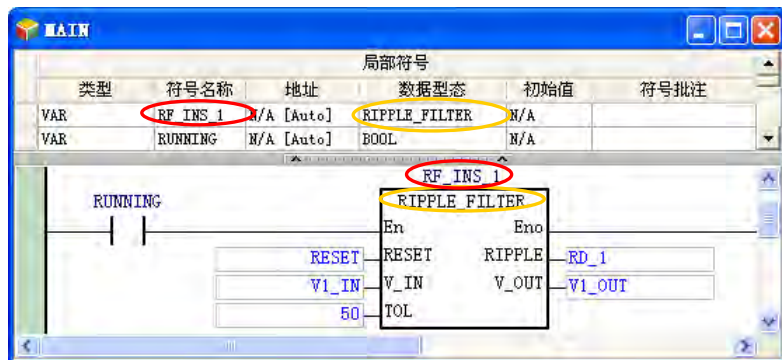 MAIN
局部符号
类型 符号名称 地址 数据型态 初始值 符号批注
VAR RF_INS_1 N/A [Auto] RIPPLE_FILTER N/A
VAR RUNNING N/A [Auto] BOOL N/A
RF_INS_1
RUNNING RIPPLE_FILTER
En Eno
RESET RESET RIPPLE RD_1
V1_IN V_IN V_OUT V1_OUT
50 TOL